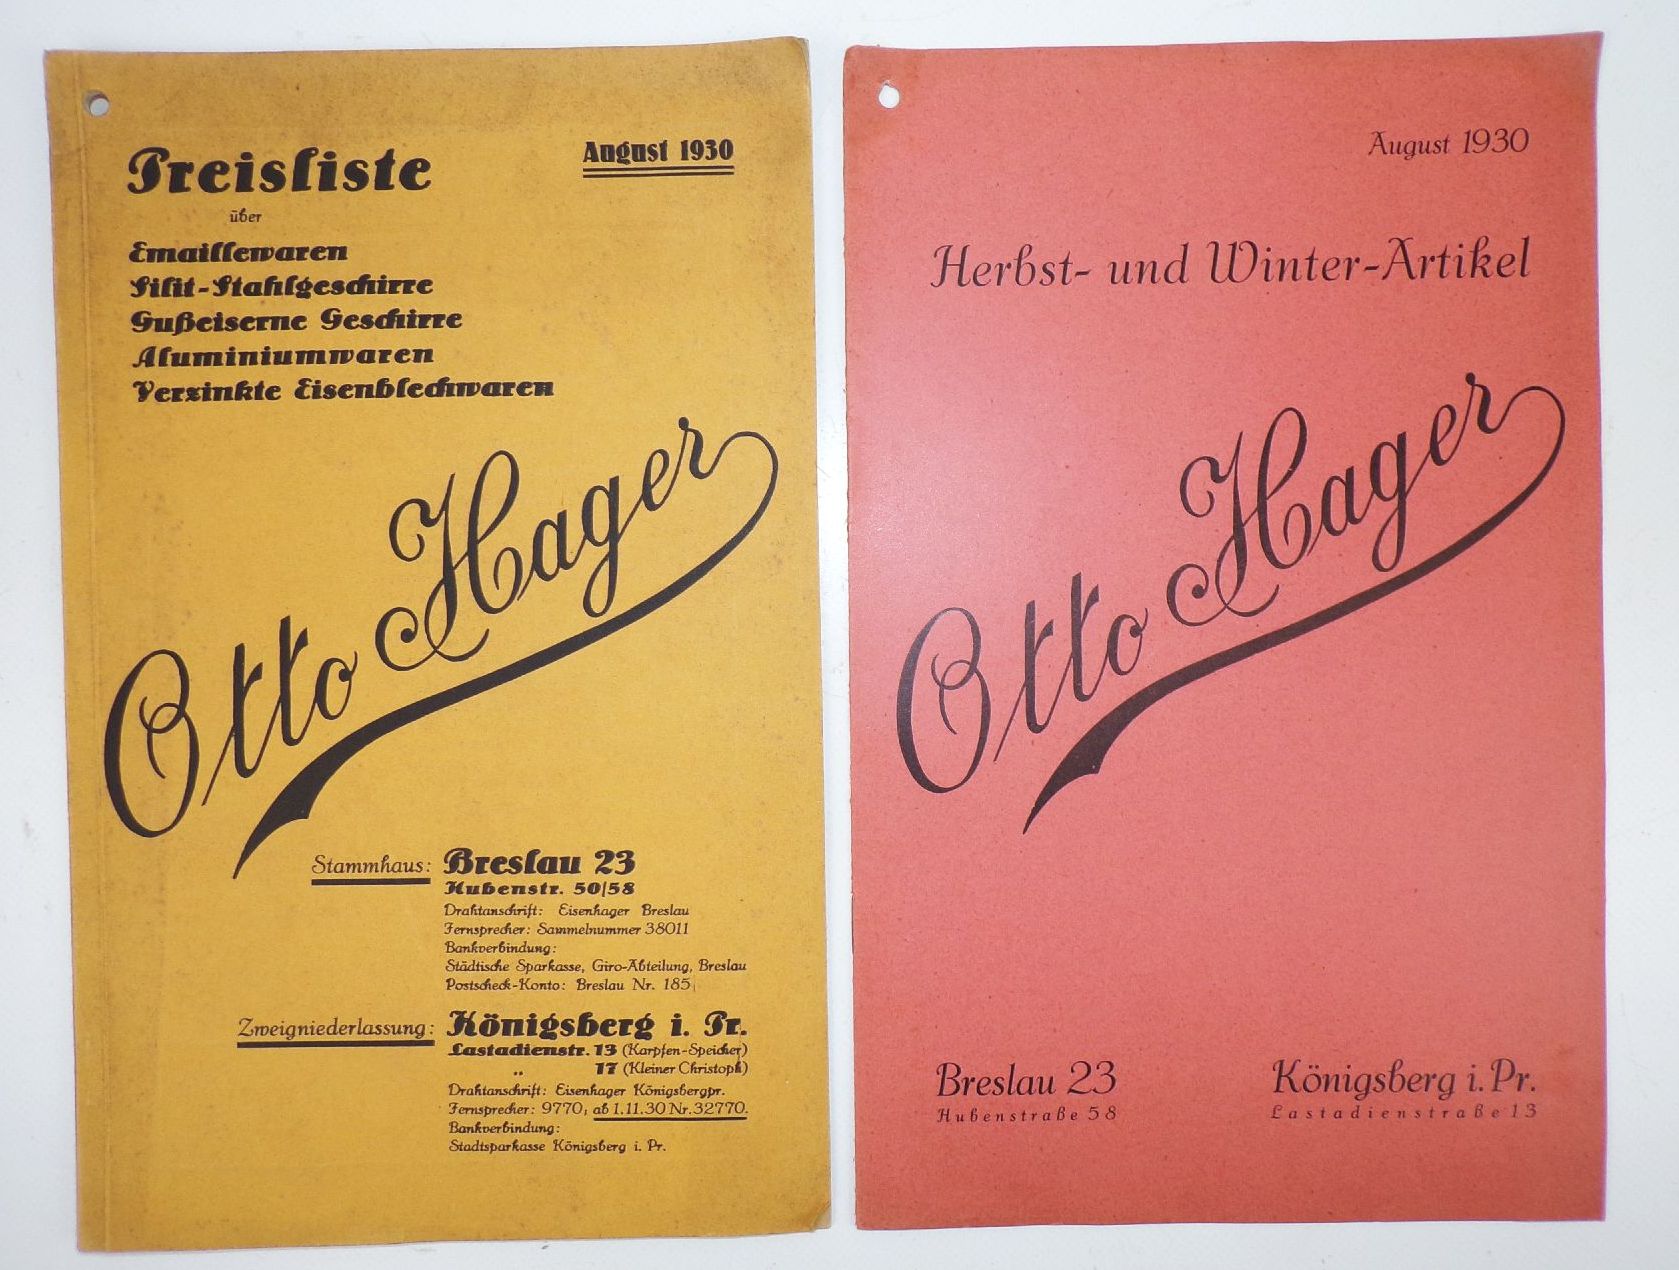 Preisliste
August 1930
über
Emaillewaren
Silit-Stahlgeschirre
Gußeiserne Geschirre
Aluminiumwaren
Verzinkte Eisenblechwaren
Otto Hager
Stammhaus: Breslau 23
Hubenstr. 50/58
Drahtanschrift: Eisenhager Breslau
Fernsprecher: Sammelnummer 38011
Bankverbindung:
Städtische Sparkasse, Giro-Abteilung, Breslau
Postscheck-Konto: Breslau Nr. 185
Zweigniederlassung: Königsberg i. Pr.
Lastadienstr. 13 (Karpfen-Speicher)
„ 17 (Kleiner Christoph)
Drahtanschrift: Eisenhager Königsbergpr.
Fernsprecher: 9770, ab 1.11.30 Nr. 32770.
Bankverbindung:
Stadtsparkasse Königsberg i. Pr.
August 1930
Herbst- und Winter-Artikel
Otto Hager
Breslau 23
Hubenstraße 58
Königsberg i. Pr.
Lastadienstraße 13